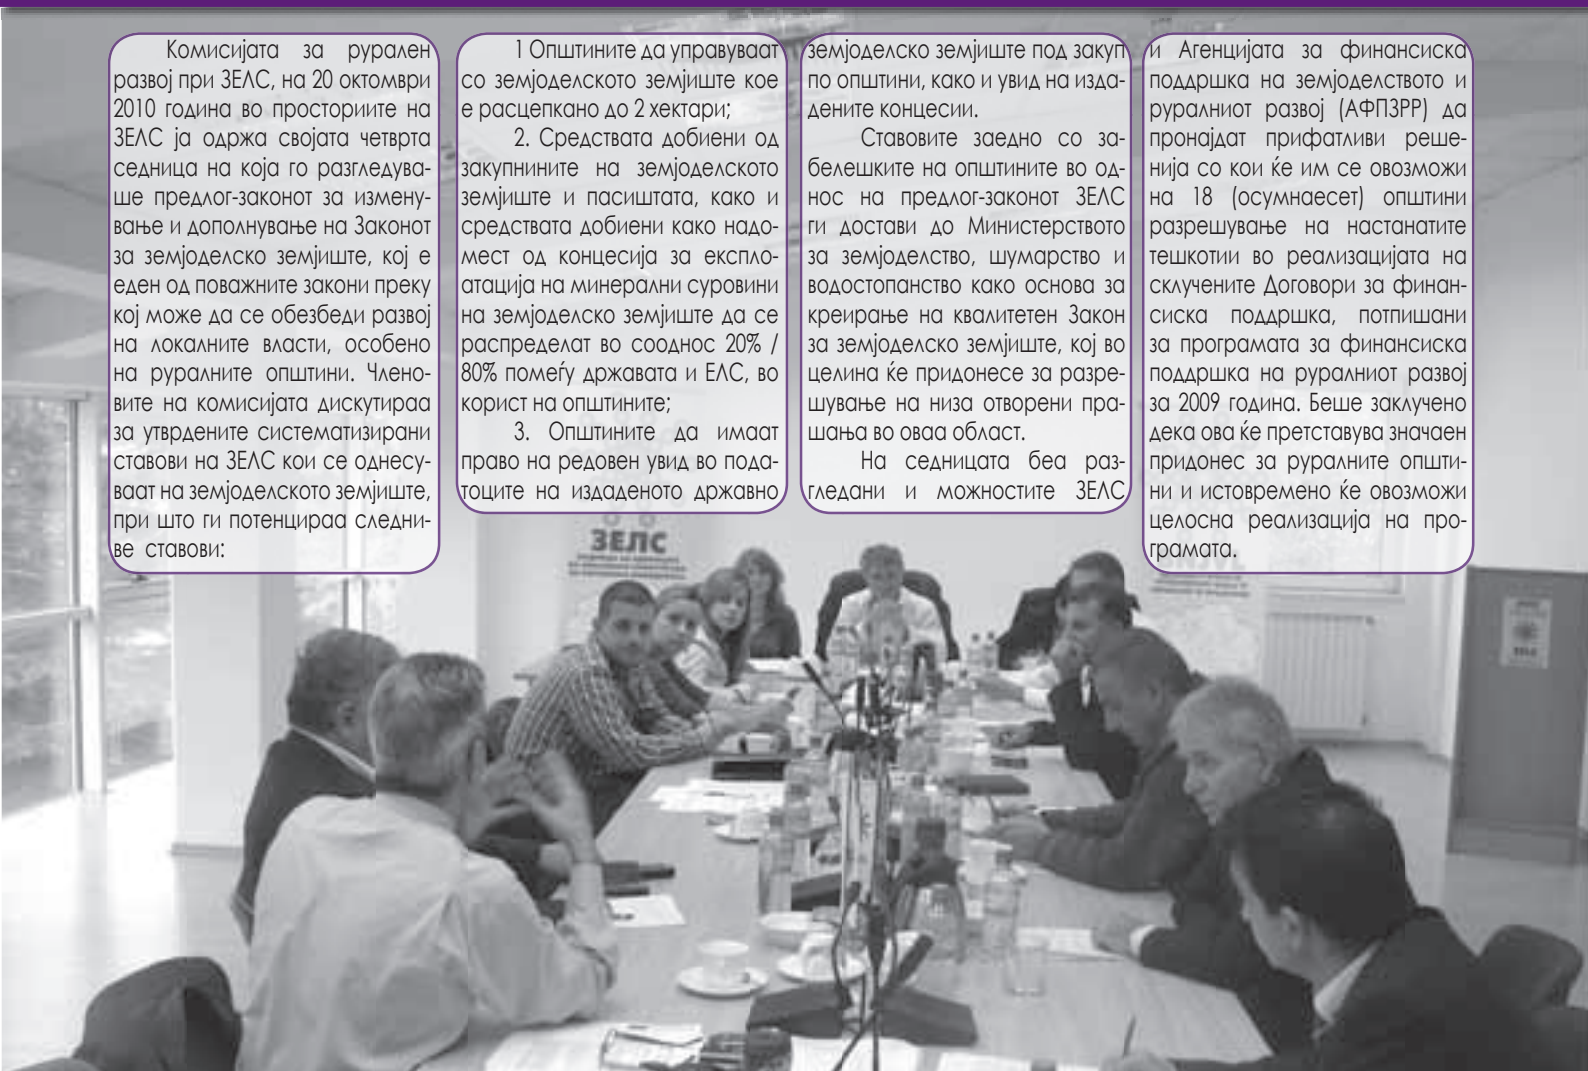 Комисијата за рурален
развој при ЗЕЛС, на 20 октомври
2010 година во просториите на
ЗЕЛС ја одржа својата четврта
седница на која го разгледува-
ше предлог-законот за измену-
вање и дополнување на Законот
за земјоделско земјиште, кој е
еден од поважните закони преку
кој може да се обезбеди развој
на локалните власти, особено
на руралните општини. Члено-
вите на комисијата дискутираа
за утврдените систематизирани
ставови на ЗЕЛС кои се однесу-
ваат на земјоделското земјиште,
при што ги потенцираа следни-
ве ставови:
1 Општините да управуваат
со земјоделското земјиште кое
е расцепкано до 2 хектари;
2. Средствата добиени од
закупнините на земјоделското
земјиште и пасиштата, како и
средствата добиени како надо-
мест од концесија за експло-
атација на минерални суровини
на земјоделско земјиште да се
распределат во сооднос 20% /
80% помеѓу државата и ЕЛС, во
корист на општините;
3. Општините да имаат
право на редовен увид во пода-
тоците на издаденото државно
земјоделско земјиште под закуп
по општини, како и увид на изда-
дените концесии.
Ставовите заедно со за-
белешките на општините во од-
нос на предлог-законот ЗЕЛС
ги достави до Министерството
за земјоделство, шумарство и
водостопанство како основа за
креирање на квалитетен Закон
за земјоделско земјиште, кој во
целина ќе придонесе за разре-
шување на низа отворени пра-
шања во оваа област.
На седницата беа раз-
гледани и можностите ЗЕЛС
и Агенцијата за финансиска
поддршка на земјоделството и
руралниот развој (АФПЗРР) да
пронајдат прифатливи реше-
нија со кои ќе им се овозможи
на 18 (осумнаесет) општини
разрешување на настанатите
тешкотии во реализацијата на
склучените Договори за финан-
сиска поддршка, потпишани
за програмата за финансиска
поддршка на руралниот развој
за 2009 година. Беше заклучено
дека ова ќе претставува значаен
придонес за руралните општи-
ни и истовремено ќе овозможи
целосна реализација на про-
грамата.
ЗЕЛС